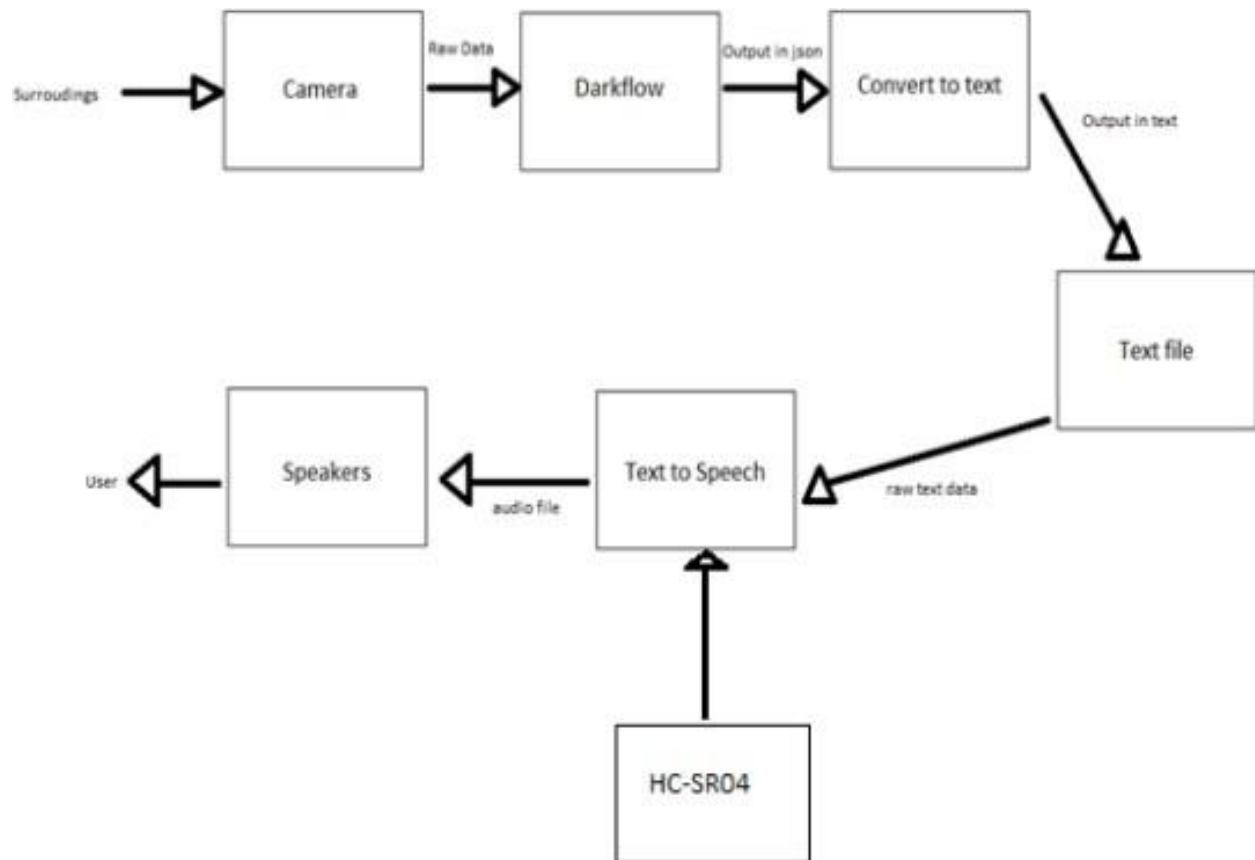 Surroudings
Camera
Raw Data
Darkflow
Output in json
Convert to text
Output in text
Text file
raw text data
Text to Speech
audio file
Speakers
User
HC-SR04